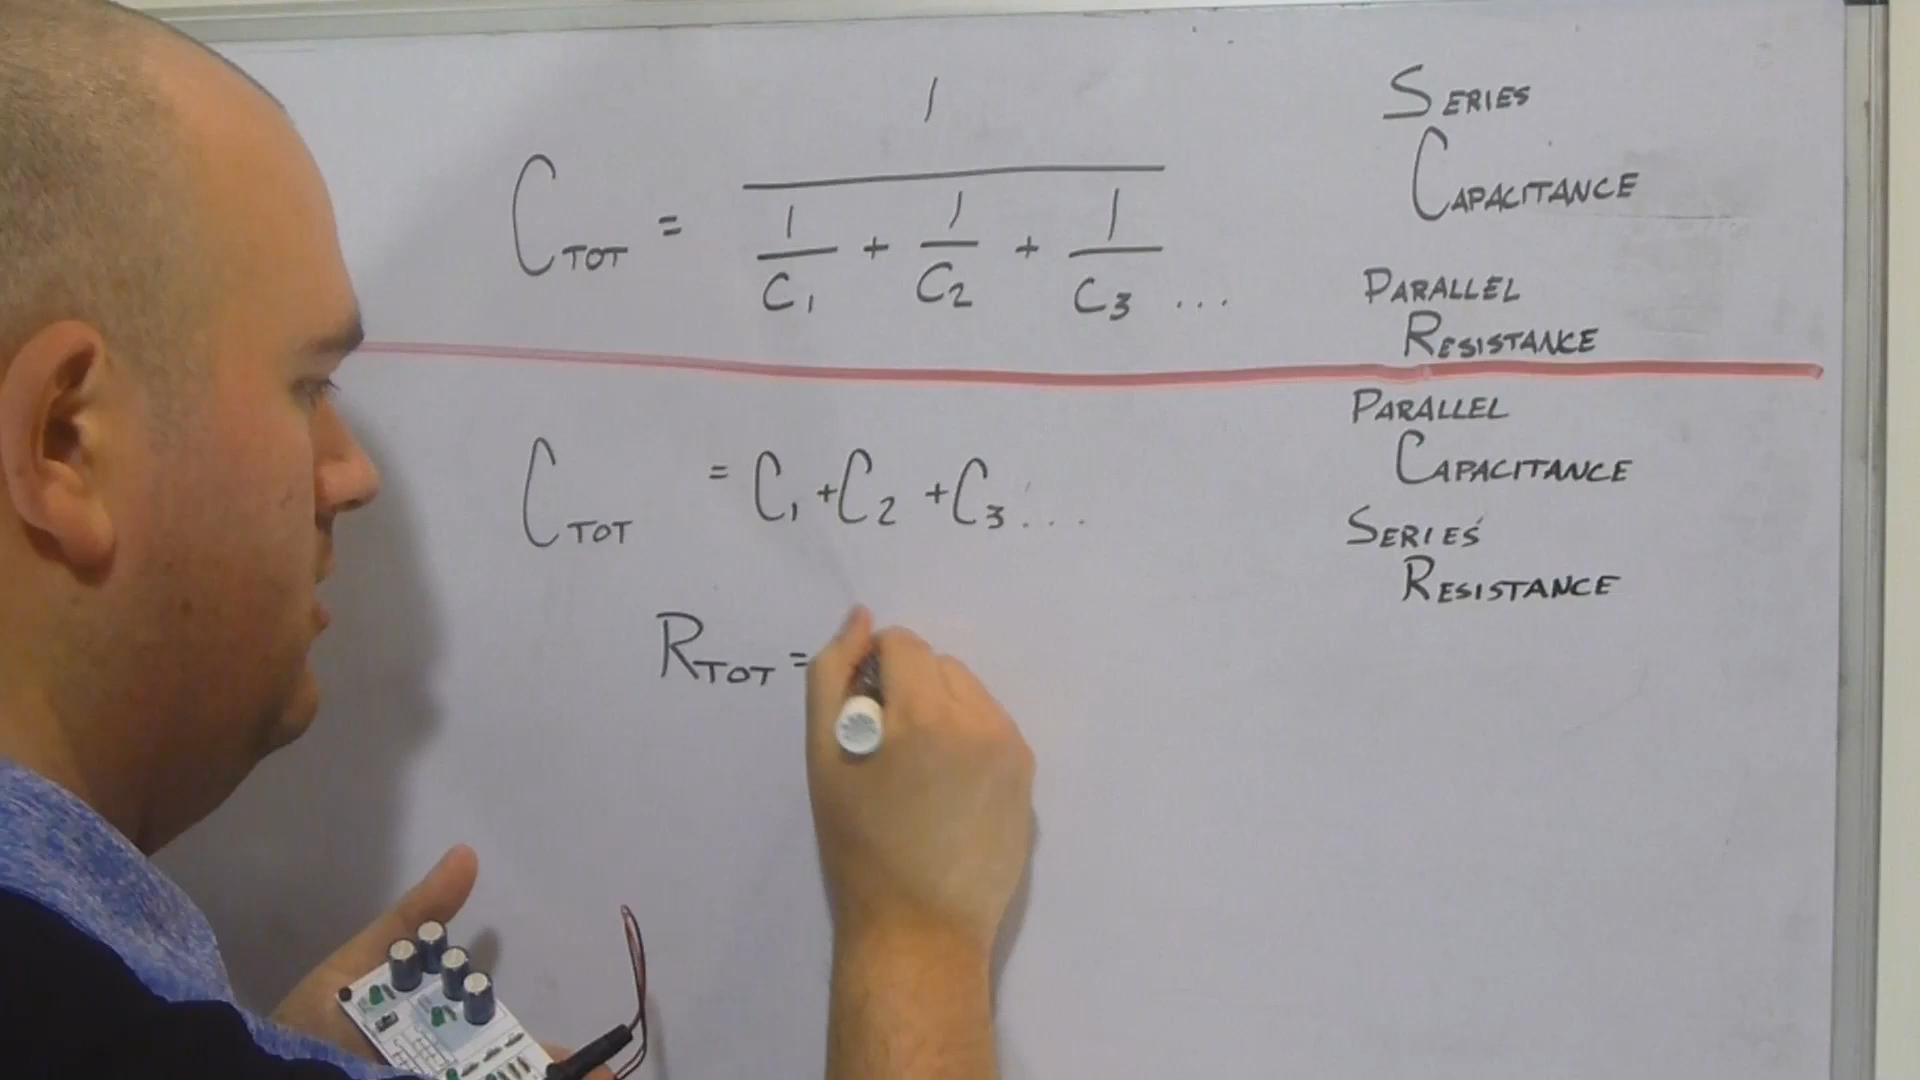 C TOT = 1 / (1/C1 + 1/C2 + 1/C3 ...)
SERIES
CAPACITANCE
PARALLEL
RESISTANCE
C TOT = C1 + C2 + C3 ...
PARALLEL
CAPACITANCE
SERIES
RESISTANCE
R TOT =